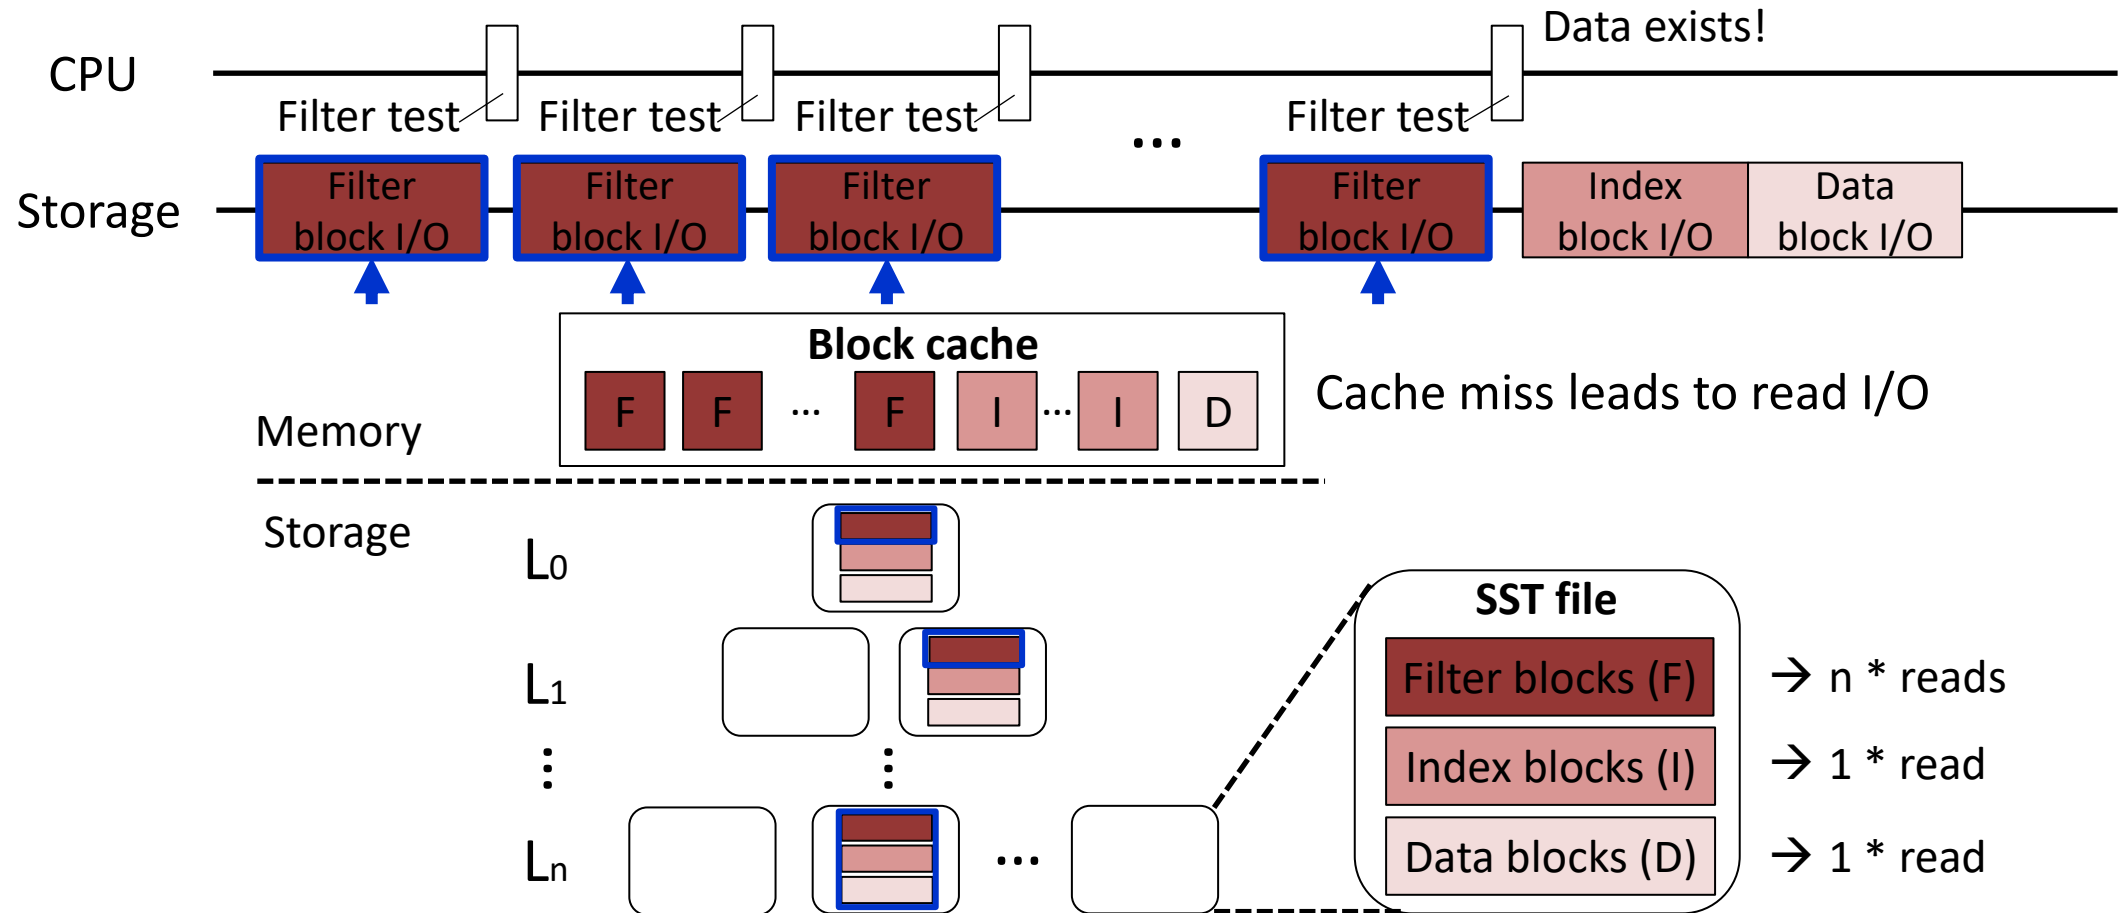 Data exists!
CPU
Filter test
Filter test
Filter test
...
Filter test
Storage
Filter
block I/O
Filter
block I/O
Filter
block I/O
Filter
block I/O
Index
block I/O
Data
block I/O
Block cache
F
F
...
F
I
...
I
D
Cache miss leads to read I/O
Memory
Storage
L0
L1
Ln
...
SST file
Filter blocks (F)
→ n * reads
Index blocks (I)
→ 1 * read
Data blocks (D)
→ 1 * read